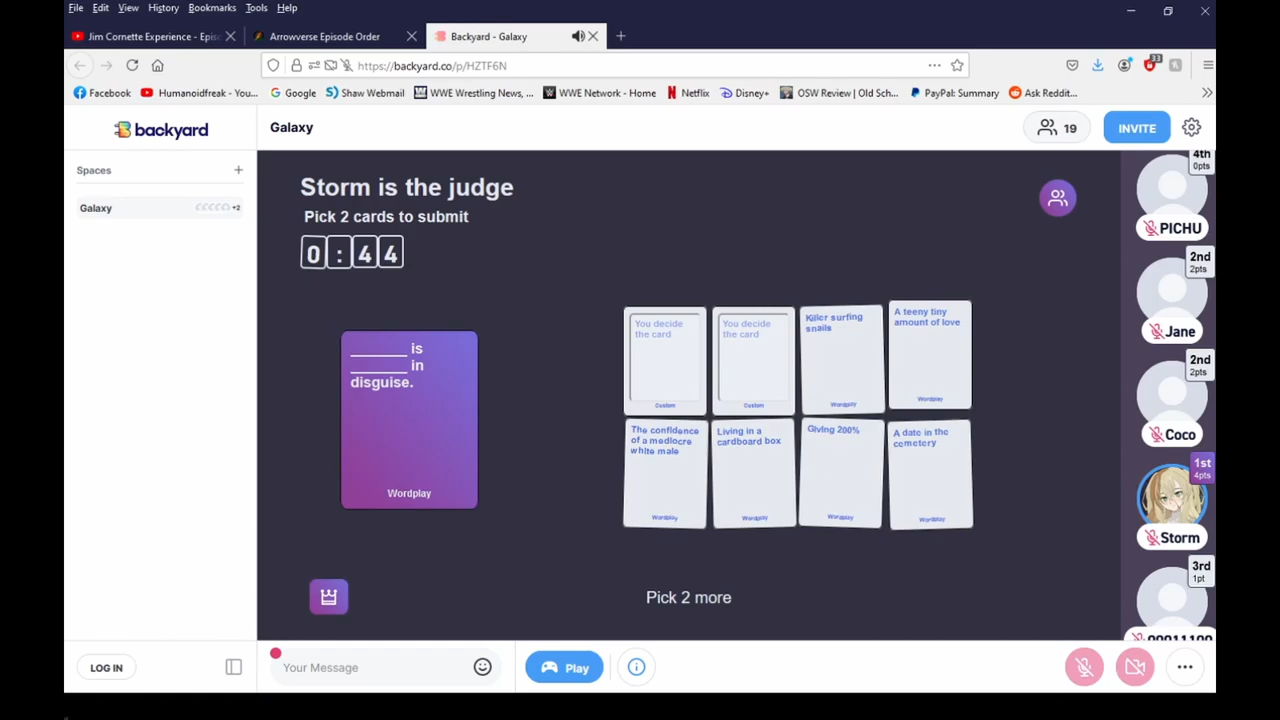 File Edit View History Bookmarks Tools Help
Jim Cornette Experience - Epis
Arrowverse Episode Order
Backyard - Galaxy
https://backyard.co/p/HZTF6N
33
Facebook
Humanoidfreak - You...
Google
Shaw Webmail
WWE Wrestling News, ...
WWE Network - Home
Netflix
Disney+
OSW Review | Old Sch...
PayPal: Summary
Ask Reddit...
backyard
Galaxy
19
INVITE
Spaces
Galaxy
+2
Storm is the judge
Pick 2 cards to submit
0:44
________ is
________ in
disguise.
Wordplay
You decide
the card
Custom
You decide
the card
Custom
Killer surfing
snails
Wordplay
A teeny tiny
amount of love
Wordplay
The confidence
of a mediocre
white male
Wordplay
Living in a
cardboard box
Wordplay
Giving 200%
Wordplay
A date in the
cemetery
Wordplay
Pick 2 more
4th
0pts
PICHU
2nd
2pts
Jane
2nd
2pts
Coco
1st
4pts
Storm
3rd
1pt
LOG IN
Your Message
Play